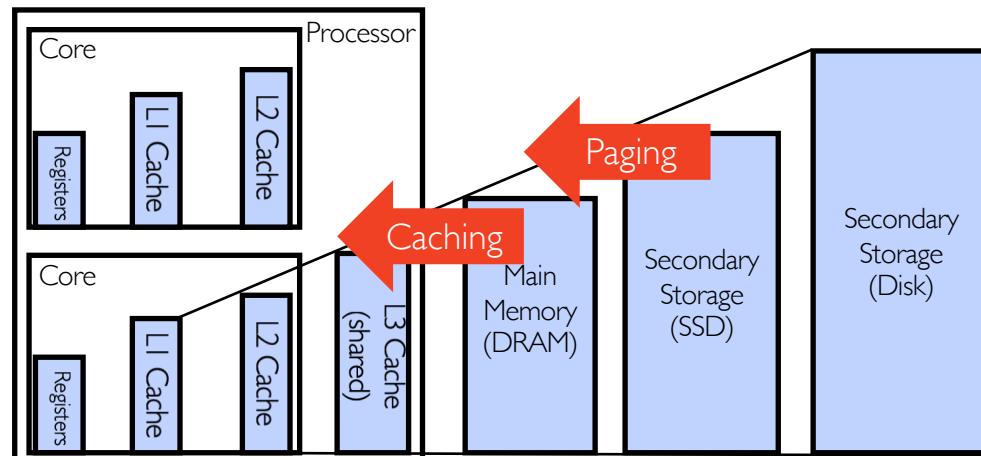 Processor
Core
Registers
L1 Cache
L2 Cache
Core
Registers
L1 Cache
L2 Cache
L3 Cache
(shared)
Caching
Paging
Main
Memory
(DRAM)
Secondary
Storage
(SSD)
Secondary
Storage
(Disk)